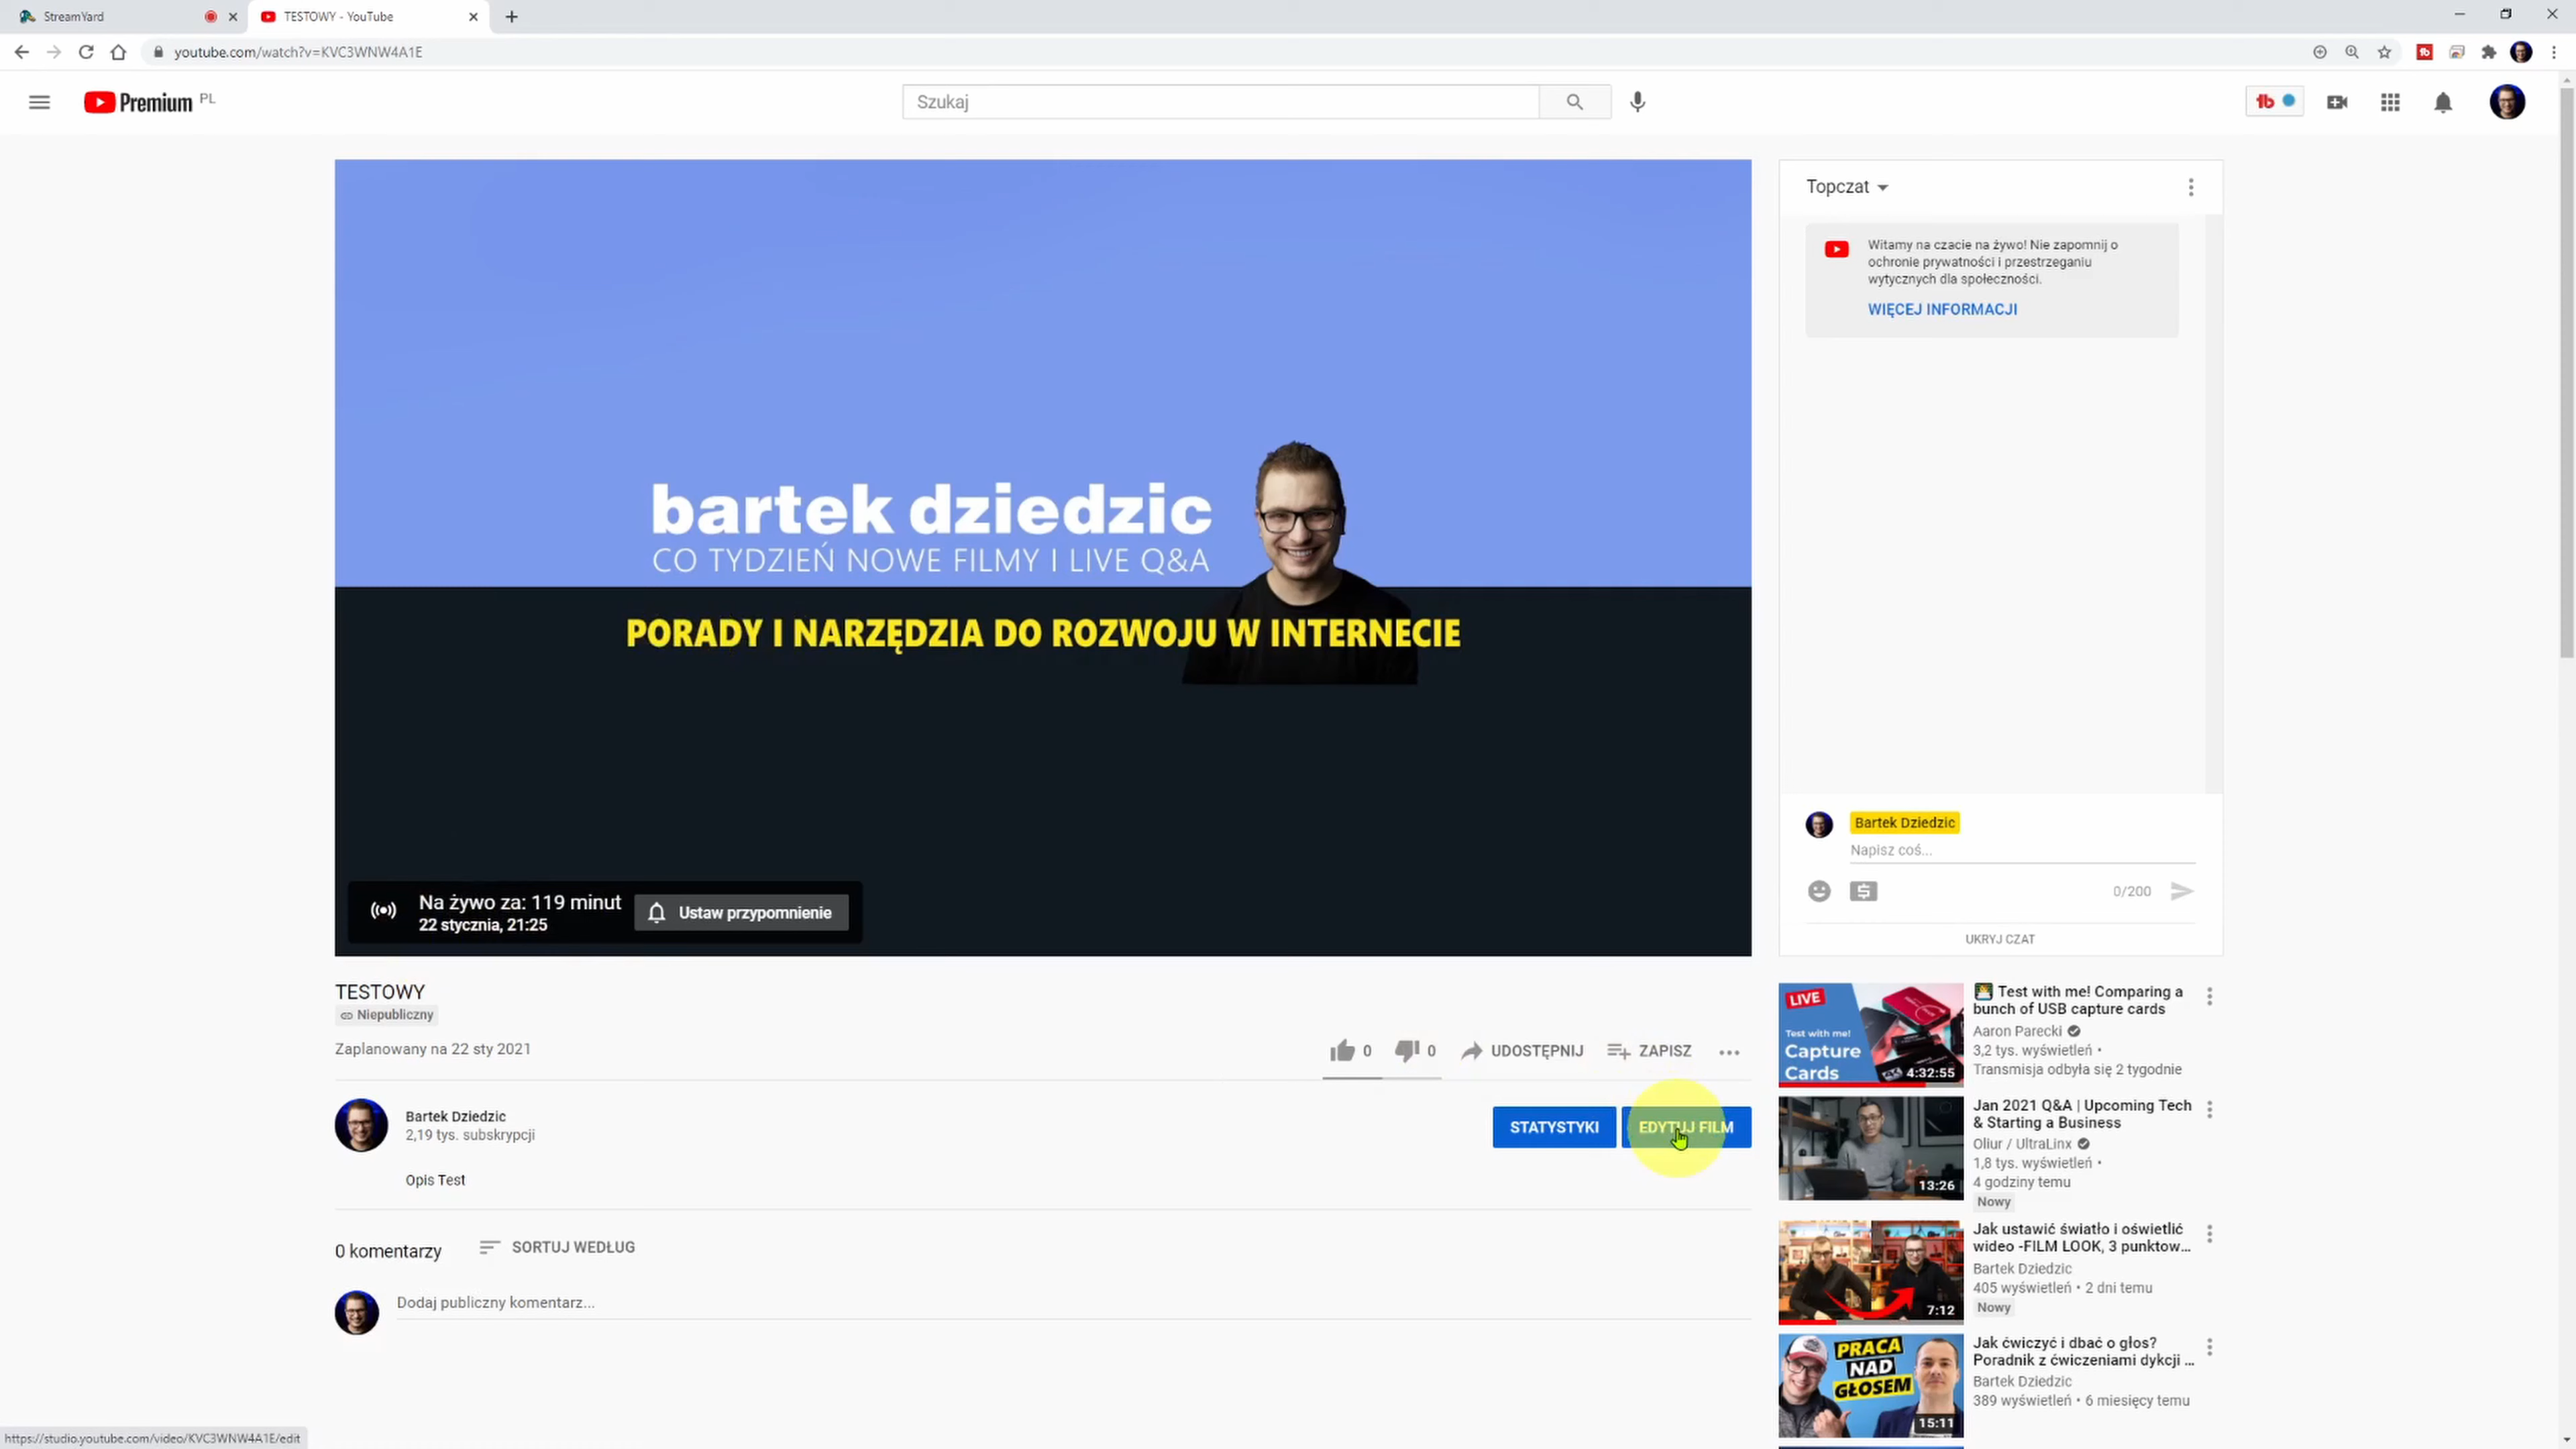 StreamYard
TESTOWY - YouTube
youtube.com/watch?v=KVC3WNW4A1E
Premium PL
Szukaj
bartek dziedzic
CO TYDZIEŃ NOWE FILMY I LIVE Q&A
PORADY I NARZĘDZIA DO ROZWOJU W INTERNECIE
Na żywo za: 119 minut
22 stycznia, 21:25
Ustaw przypomnienie
Topczat
Witamy na czacie na żywo! Nie zapomnij o
ochronie prywatności i przestrzeganiu
wytycznych dla społeczności.
WIĘCEJ INFORMACJI
Bartek Dziedzic
Napisz coś...
0/200
UKRYJ CZAT
TESTOWY
Niepubliczny
Zaplanowany na 22 sty 2021
0
0
UDOSTĘPNIJ
ZAPISZ
Bartek Dziedzic
2,19 tys. subskrypcji
STATYSTYKI
EDYTUJ FILM
Opis Test
0 komentarzy
SORTUJ WEDŁUG
Dodaj publiczny komentarz...
LIVE
Test with me!
Capture
Cards
4:32:55
Test with me! Comparing a
bunch of USB capture cards
Aaron Parecki
3,2 tys. wyświetleń •
Transmisja odbyła się 2 tygodnie
13:26
Jan 2021 Q&A | Upcoming Tech
& Starting a Business
Oliur / UltraLinx
1,8 tys. wyświetleń •
4 godziny temu
Nowy
7:12
Jak ustawić światło i oświetlić
wideo -FILM LOOK, 3 punktow...
Bartek Dziedzic
405 wyświetleń • 2 dni temu
Nowy
PRACA
NAD
GŁOSEM
15:11
Jak ćwiczyć i dbać o głos?
Poradnik z ćwiczeniami dykcji ...
Bartek Dziedzic
389 wyświetleń • 6 miesięcy temu
https://studio.youtube.com/video/KVC3WNW4A1E/edit